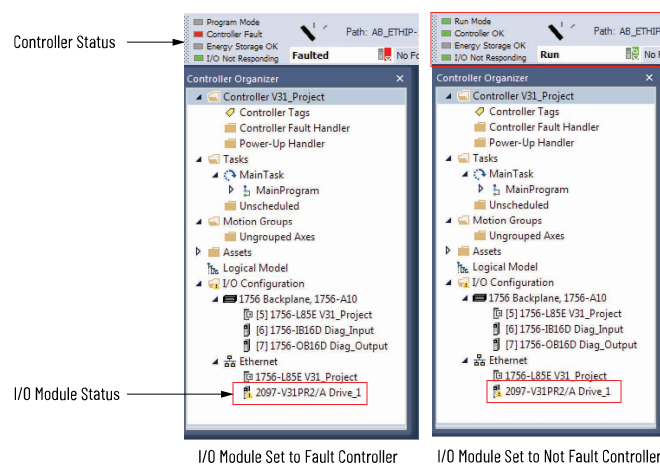 Controller Status
Program Mode
Controller Fault
Energy Storage OK
I/O Not Responding
Path: AB_ETHIP-
Faulted
No Fo
Controller Organizer
Controller V31_Project
Controller Tags
Controller Fault Handler
Power-Up Handler
Tasks
MainTask
MainProgram
Unscheduled
Motion Groups
Ungrouped Axes
Assets
Logical Model
I/O Configuration
1756 Backplane, 1756-A10
[5] 1756-L85E V31_Project
[6] 1756-IB16D Diag_Input
[7] 1756-OB16D Diag_Output
Ethernet
1756-L85E V31_Project
2097-V31PR2/A Drive_1
I/O Module Status
I/O Module Set to Fault Controller
Run Mode
Controller OK
Energy Storage OK
I/O Not Responding
Path: AB_ETHIP
Run
No F
Controller Organizer
Controller V31_Project
Controller Tags
Controller Fault Handler
Power-Up Handler
Tasks
MainTask
MainProgram
Unscheduled
Motion Groups
Ungrouped Axes
Assets
Logical Model
I/O Configuration
1756 Backplane, 1756-A10
[5] 1756-L85E V31_Project
[6] 1756-IB16D Diag_Input
[7] 1756-OB16D Diag_Output
Ethernet
1756-L85E V31_Project
2097-V31PR2/A Drive_1
I/O Module Set to Not Fault Controller